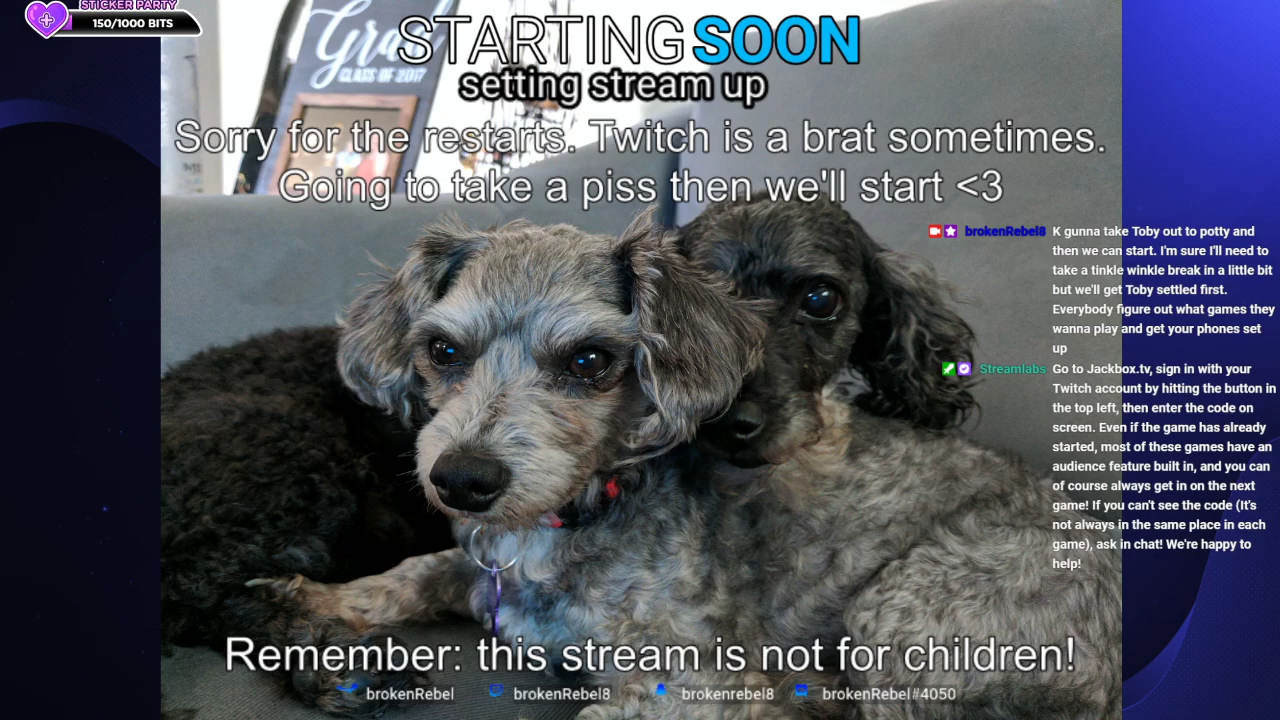 STICKER PARTY
150/1000 BITS
Grad
CLASS OF 2017
STARTING SOON
setting stream up
Sorry for the restarts. Twitch is a brat sometimes.
Going to take a piss then we'll start <3
brokenRebel8 K gunna take Toby out to potty and
then we can start. I'm sure I'll need to
take a tinkle winkle break in a little bit
but we'll get Toby settled first.
Everybody figure out what games they
wanna play and get your phones set
up
Streamlabs Go to Jackbox.tv, sign in with your
Twitch account by hitting the button in
the top left, then enter the code on
screen. Even if the game has already
started, most of these games have an
audience feature built in, and you can
of course always get in on the next
game! If you can't see the code (It's
not always in the same place in each
game), ask in chat! We're happy to
help!
Remember: this stream is not for children!
brokenRebel brokenRebel8 brokenrebel8 brokenRebel#4050